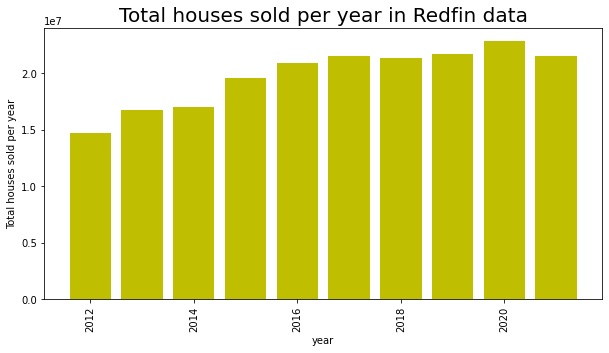 Total houses sold per year in Redfin data
1e7
2.0
1.5
1.0
0.5
0.0
Total houses sold per year
2012
2014
2016
2018
2020
year